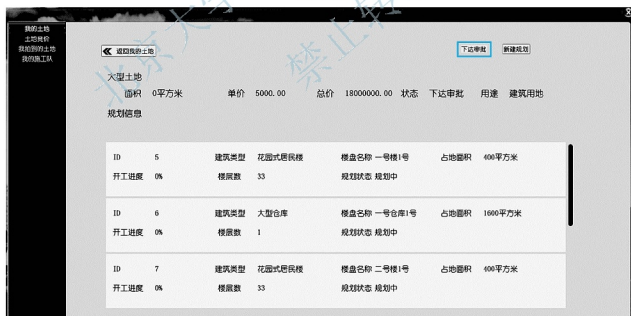 我的土地
土地竞价
我拍到的土地
我的施工队
返回我的土地
下达审批 新建规划
大型土地
面积 0平方米 单价 5000.00 总价 18000000.00 状态 下达审批 用途 建筑用地
规划信息
ID 5 建筑类型 花园式居民楼 楼盘名称 一号楼1号 占地面积 400平方米
开工进度 0% 楼层数 33 规划状态 规划中
ID 6 建筑类型 大型仓库 楼盘名称 一号仓库1号 占地面积 1600平方米
开工进度 0% 楼层数 1 规划状态 规划中
ID 7 建筑类型 花园式居民楼 楼盘名称 二号楼1号 占地面积 400平方米
开工进度 0% 楼层数 33 规划状态 规划中
北京大学
禁止转